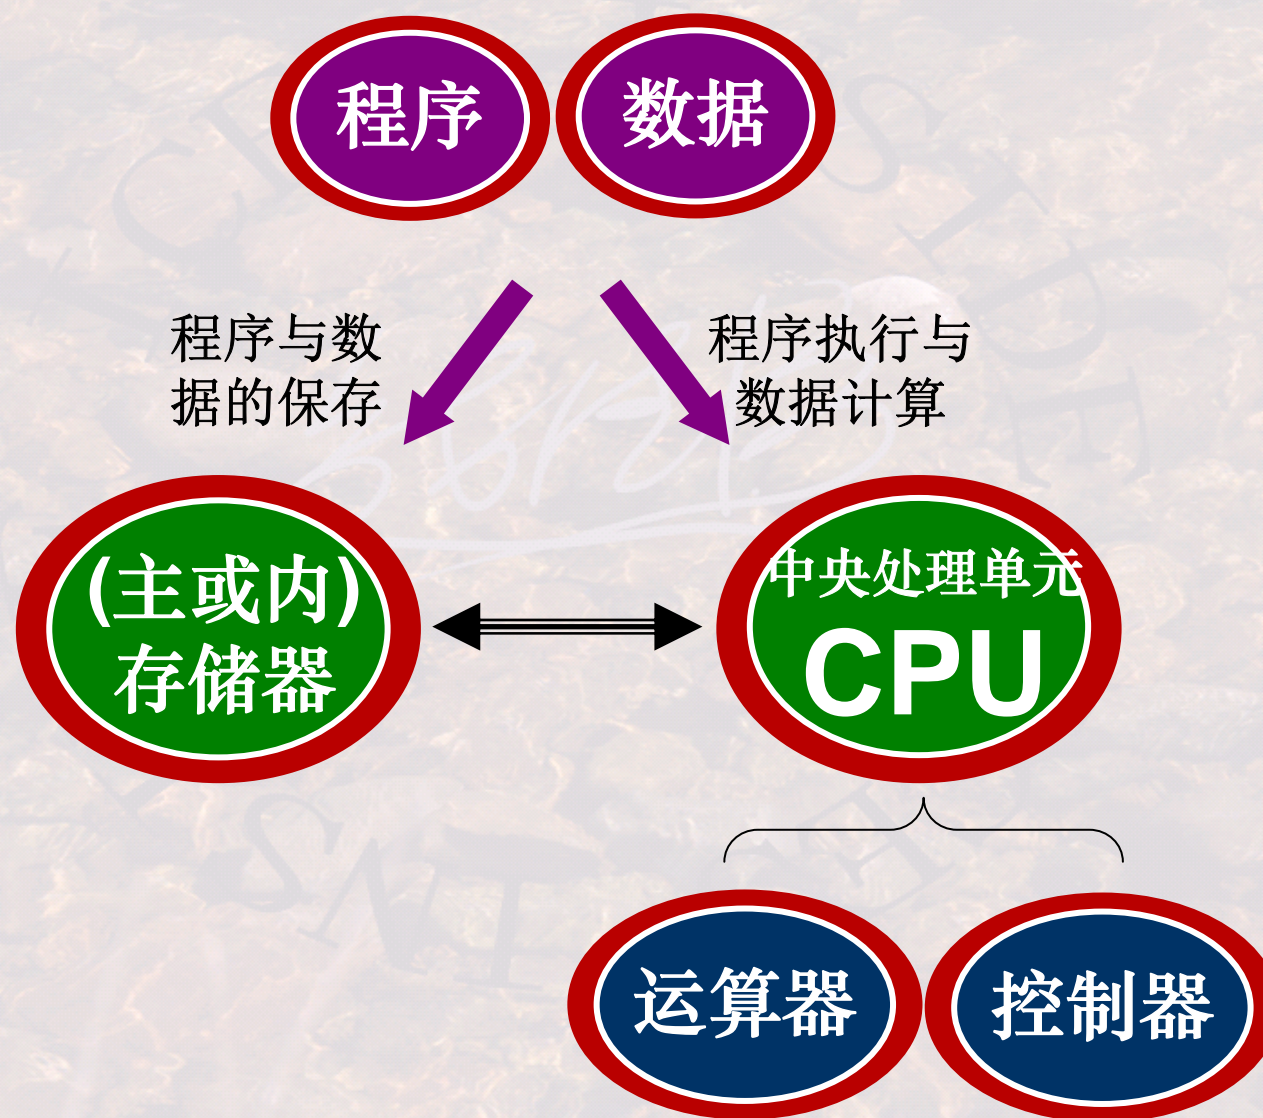 程序
数据
程序与数
据的保存
程序执行与
数据计算
(主或内)
存储器
中央处理单元
CPU
运算器
控制器